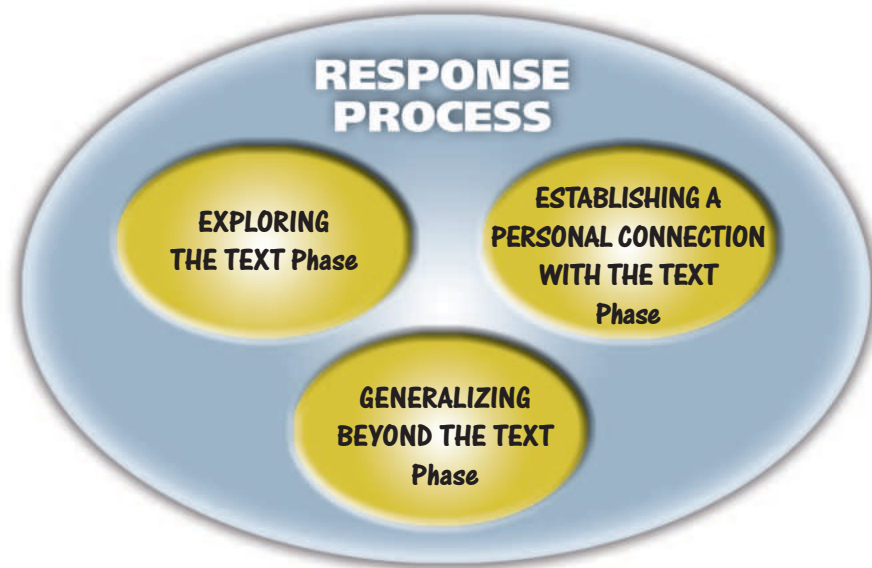 RESPONSE
PROCESS
EXPLORING
THE TEXT Phase
ESTABLISHING A
PERSONAL CONNECTION
WITH THE TEXT
Phase
GENERALIZING
BEYOND THE TEXT
Phase